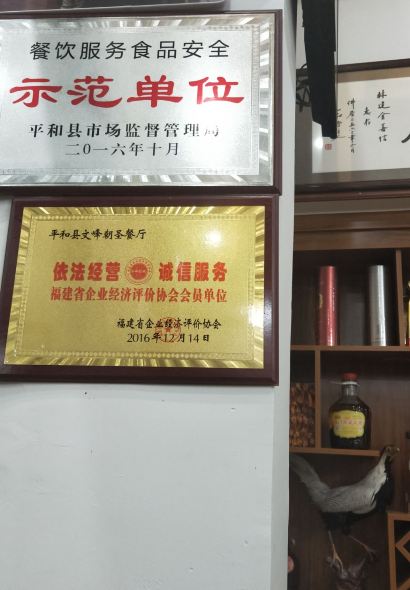 餐饮服务食品安全
示范单位
平和县市场监督管理局
二〇一六年十月
平和县文峰朝圣餐厅
依法经营 诚信服务
福建省企业经济评价协会会员单位
福建省企业经济评价协会
2016年12月14日